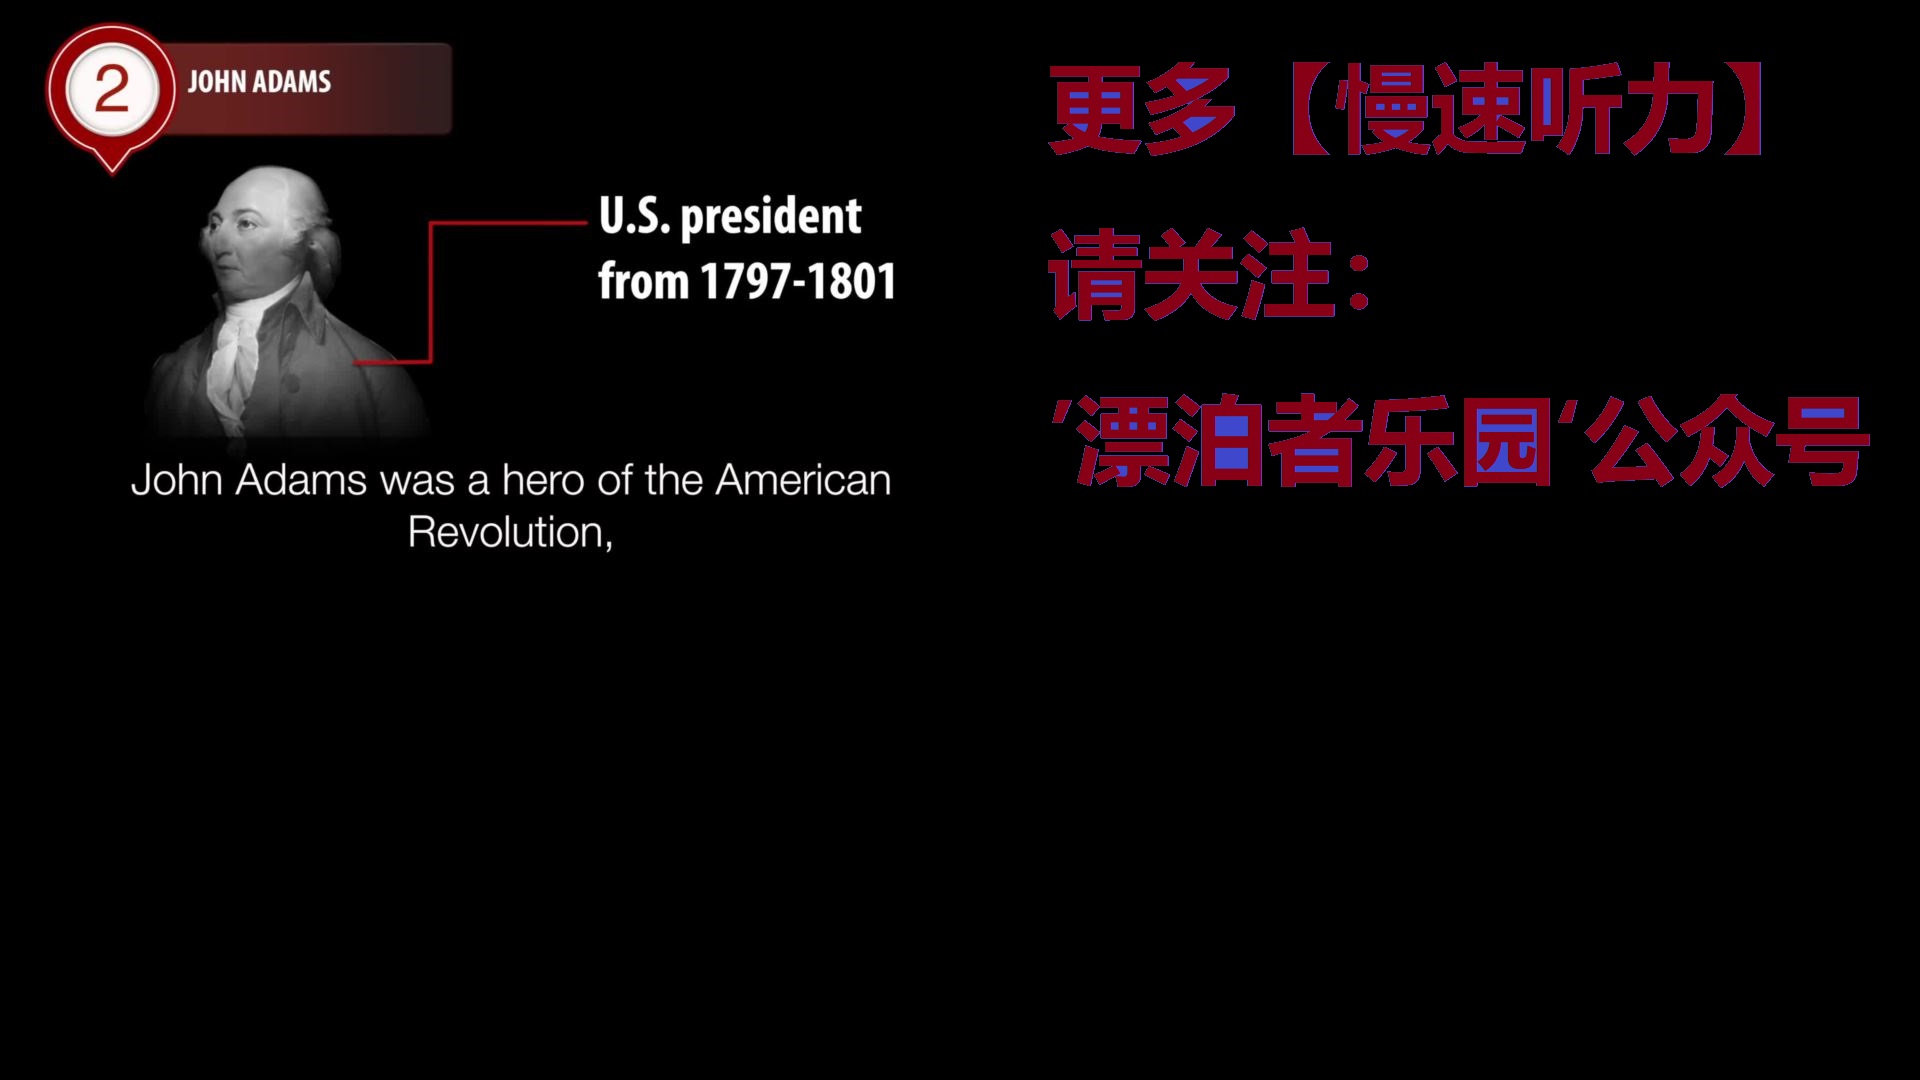 2
JOHN ADAMS
U.S. president
from 1797-1801
John Adams was a hero of the American
Revolution,
更多【慢速听力】
请关注：
'漂泊者乐园‘公众号